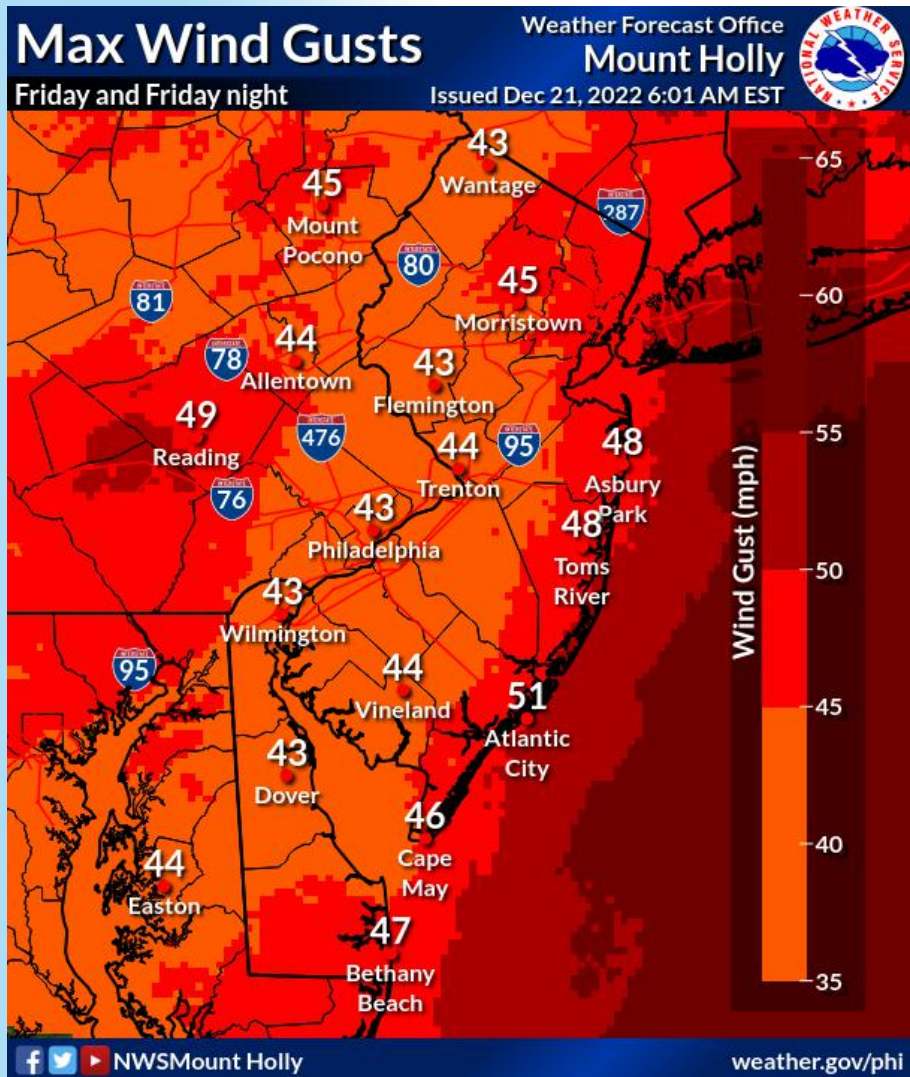 Max Wind Gusts
Friday and Friday night
Weather Forecast Office
Mount Holly
Issued Dec 21, 2022 6:01 AM EST
NATIONAL WEATHER SERVICE
43
Wantage
45
Mount
Pocono
287
80
81
45
Morristown
44
Allentown
78
43
Flemington
49
Reading
476
44
Trenton
95
48
Asbury
Park
76
43
Philadelphia
48
Toms
River
43
Wilmington
95
44
Vineland
51
Atlantic
City
43
Dover
46
Cape
May
44
Easton
47
Bethany
Beach
Wind Gust (mph)
65
60
55
50
45
40
35
NWSMount Holly
weather.gov/phi